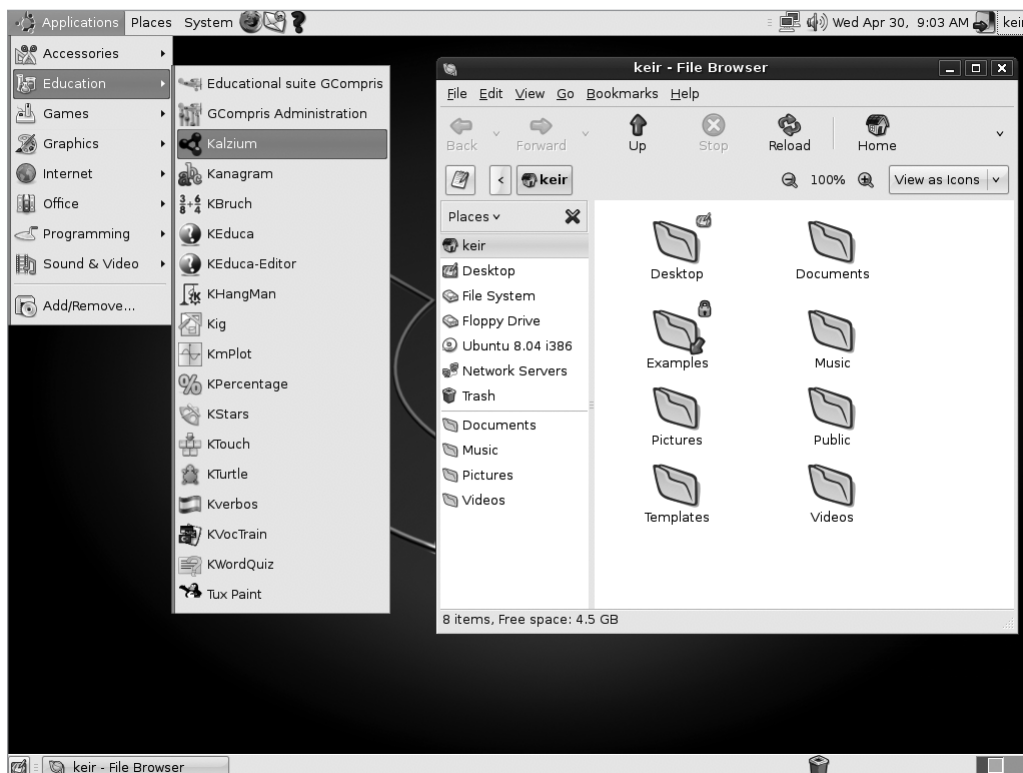 Applications Places System
Wed Apr 30, 9:03 AM keir
Accessories
Education
Games
Graphics
Internet
Office
Programming
Sound & Video
Add/Remove...
Educational suite GCompris
GCompris Administration
Kalzium
Kanagram
KBruch
KEduca
KEduca-Editor
KHangMan
Kig
KmPlot
KPercentage
KStars
KTouch
KTurtle
Kverbos
KVocTrain
KWordQuiz
Tux Paint
keir - File Browser
File Edit View Go Bookmarks Help
Back Forward Up Stop Reload Home
keir 100% View as Icons
Places
keir
Desktop
File System
Floppy Drive
Ubuntu 8.04 i386
Network Servers
Trash
Documents
Music
Pictures
Videos
Desktop Documents
Examples Music
Pictures Public
Templates Videos
8 items, Free space: 4.5 GB
keir - File Browser